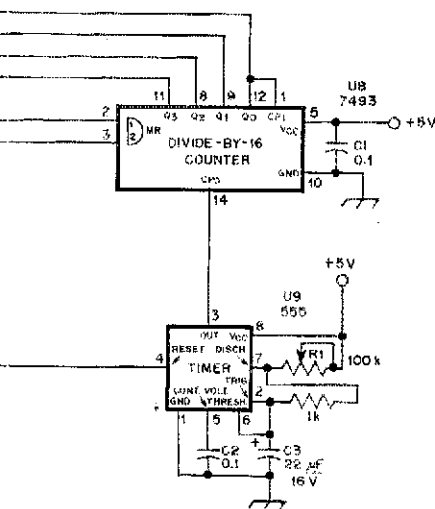 11 8 9 12 1
Q3 Q2 Q1 Q0 CP1
U8
7493
2
3
1
2
MR
5
VCC
+5V
DIVIDE-BY-16
COUNTER
C1
0.1
GND
10
CP0
14
+5V
U9
555
3
OUT VCC 8
4
RESET DISCH
7
R1
100k
TIMER
TRIG
2
1k
CONT. VOLT
GND THRESH.
1 5 6
+
C2
0.1
C3
22 µF
16V